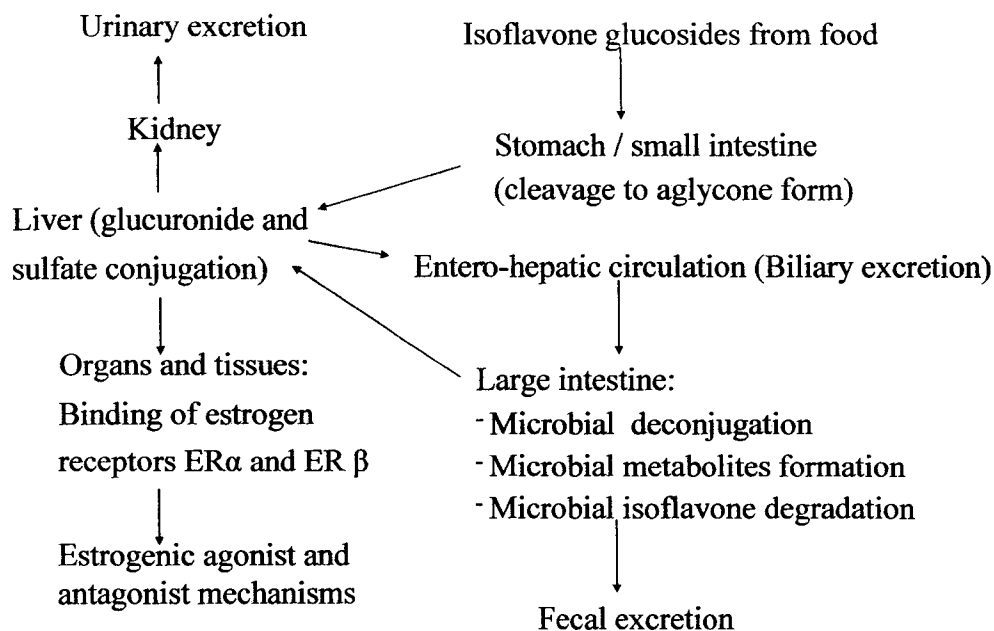 Urinary excretion
Isoflavone glucosides from food
Kidney
Stomach / small intestine
(cleavage to aglycone form)
Liver (glucuronide and
sulfate conjugation)
Entero-hepatic circulation (Biliary excretion)
Organs and tissues:
Binding of estrogen
receptors ERα and ER β
Large intestine:
- Microbial deconjugation
- Microbial metabolites formation
- Microbial isoflavone degradation
Estrogenic agonist and
antagonist mechanisms
Fecal excretion